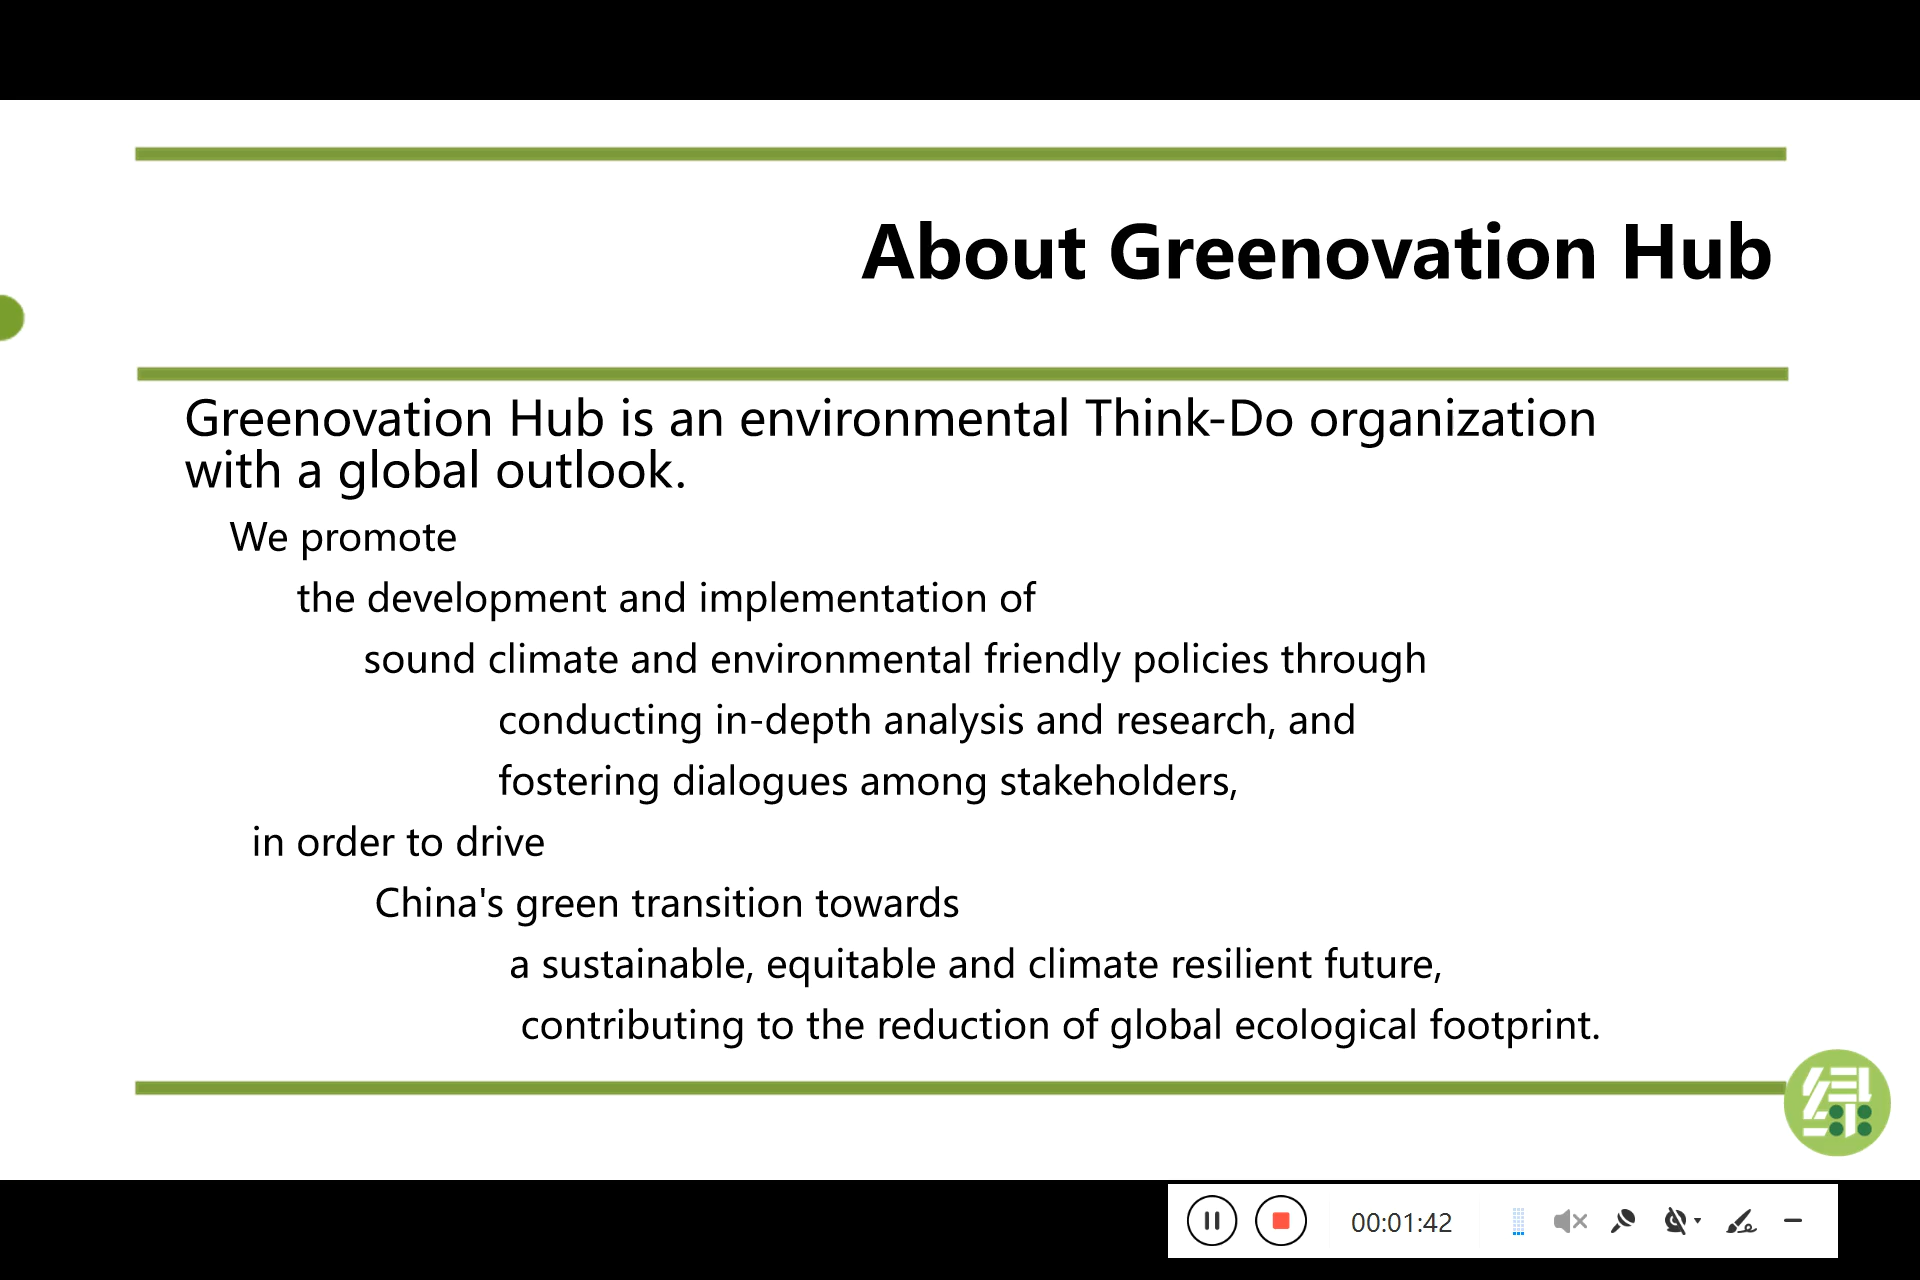 About Greenovation Hub
Greenovation Hub is an environmental Think-Do organization
with a global outlook.
We promote
the development and implementation of
sound climate and environmental friendly policies through
conducting in-depth analysis and research, and
fostering dialogues among stakeholders,
in order to drive
China's green transition towards
a sustainable, equitable and climate resilient future,
contributing to the reduction of global ecological footprint.
绿
00:01:42